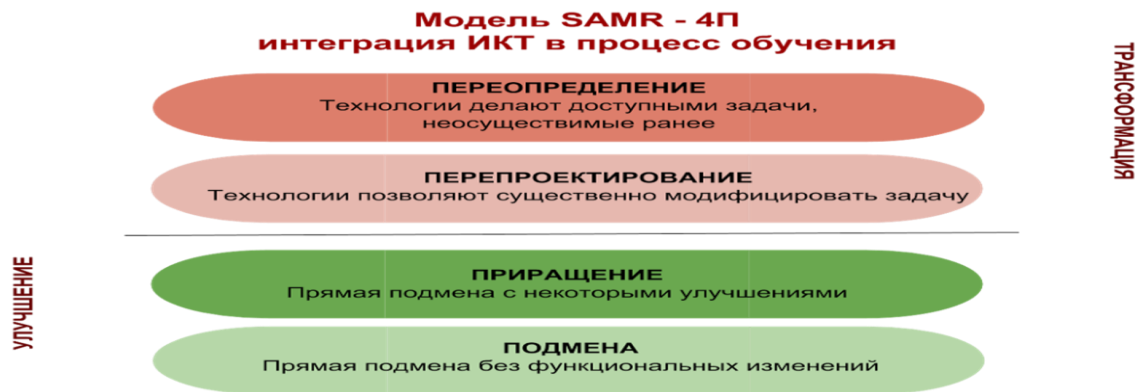 Модель SAMR - 4П
интеграция ИКТ в процесс обучения
ТРАНСФОРМАЦИЯ
ПЕРЕОПРЕДЕЛЕНИЕ
Технологии делают доступными задачи,
неосуществимые ранее
ПЕРЕПРОЕКТИРОВАНИЕ
Технологии позволяют существенно модифицировать задачу
УЛУЧШЕНИЕ
ПРИРАЩЕНИЕ
Прямая подмена с некоторыми улучшениями
ПОДМЕНА
Прямая подмена без функциональных изменений